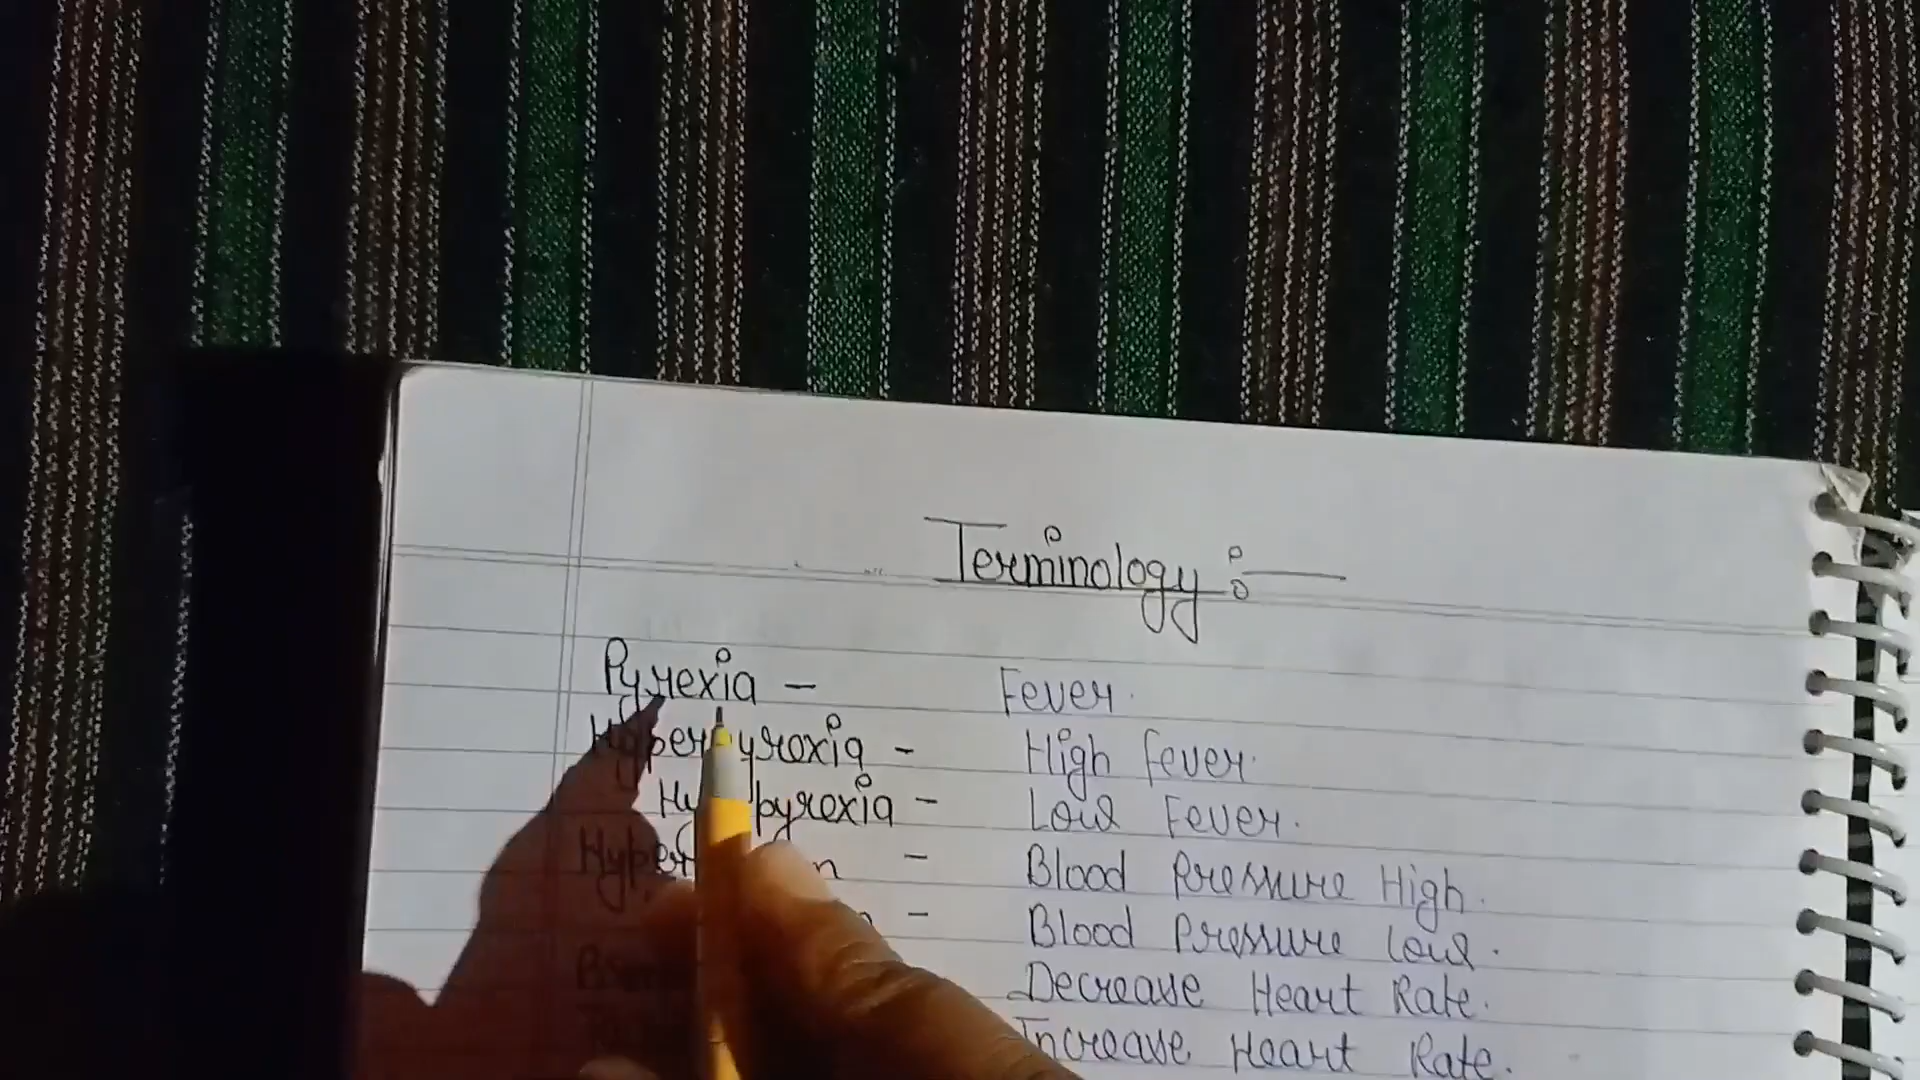 Terminology :—
Pyrexia — Fever.
Hyperpyroxia - High fever.
pyrexia - Low Fever.
- Blood Pressure High.
- Blood Pressure Low.
Decrease Heart Rate.
Increase Heart Rate.